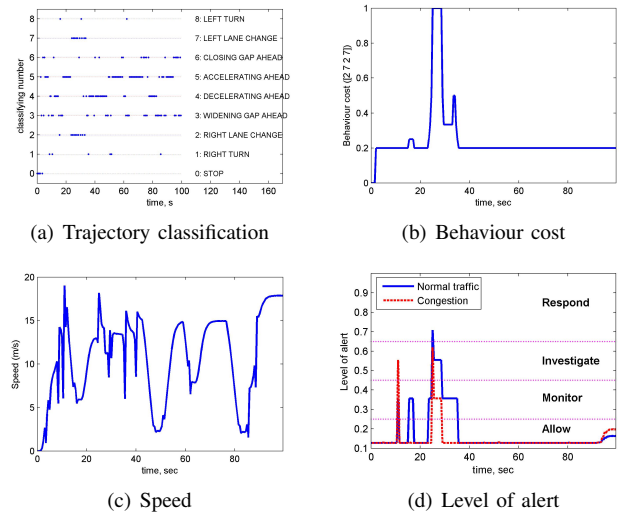 8
7
6
5
4
3
2
1
0
8: LEFT TURN
7: LEFT LANE CHANGE
6: CLOSING GAP AHEAD
5: ACCELERATING AHEAD
4: DECELERATING AHEAD
3: WIDENING GAP AHEAD
2: RIGHT LANE CHANGE
1: RIGHT TURN
0: STOP
classifying number
0 20 40 60 80 100 120 140 160
time, s
(a) Trajectory classification
Behaviour cost ([2 7 2 7])
1
0.8
0.6
0.4
0.2
0
0 20 40 60 80
time, sec
(b) Behaviour cost
Speed (m/s)
20
15
10
5
0
0 20 40 60 80
time, sec
(c) Speed
Level of alert
0.9
0.8
0.7
0.6
0.5
0.4
0.3
0.2
0.1
Normal traffic
Congestion
Respond
Investigate
Monitor
Allow
0 20 40 60 80
time, sec
(d) Level of alert